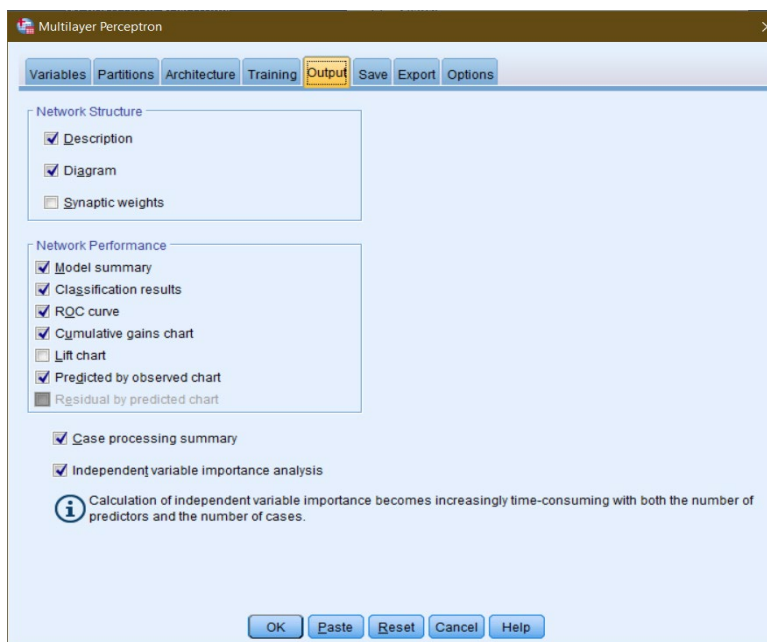 Multilayer Perceptron
Variables Partitions Architecture Training Output Save Export Options
Network Structure
Description
Diagram
Synaptic weights
Network Performance
Model summary
Classification results
ROC curve
Cumulative gains chart
Lift chart
Predicted by observed chart
Residual by predicted chart
Case processing summary
Independent variable importance analysis
Calculation of independent variable importance becomes increasingly time-consuming with both the number of
predictors and the number of cases.
OK Paste Reset Cancel Help